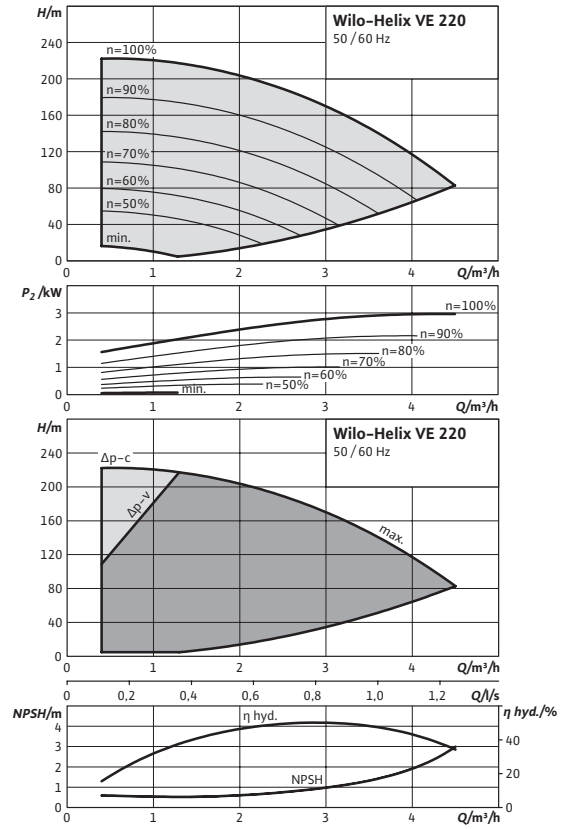 H/m
Wilo-Helix VE 220
50 / 60 Hz
240
n=100%
200
n=90%
160
n=80%
120
n=70%
80
n=60%
n=50%
40
min.
0
0 1 2 3 4 Q/m³/h
P₂ /kW
n=100%
3
n=90%
2
n=80%
n=70%
1
n=60%
n=50%
min.
0
0 1 2 3 4 Q/m³/h
H/m
Wilo-Helix VE 220
50 / 60 Hz
240
Δp-c
200
Δp-v
160
max.
120
80
40
0
0 1 2 3 4 Q/m³/h
0 0,2 0,4 0,6 0,8 1,0 1,2 Q/l/s
NPSH/m
η hyd./%
η hyd.
4
40
3
2
20
NPSH
1
0
0
0 1 2 3 4 Q/m³/h